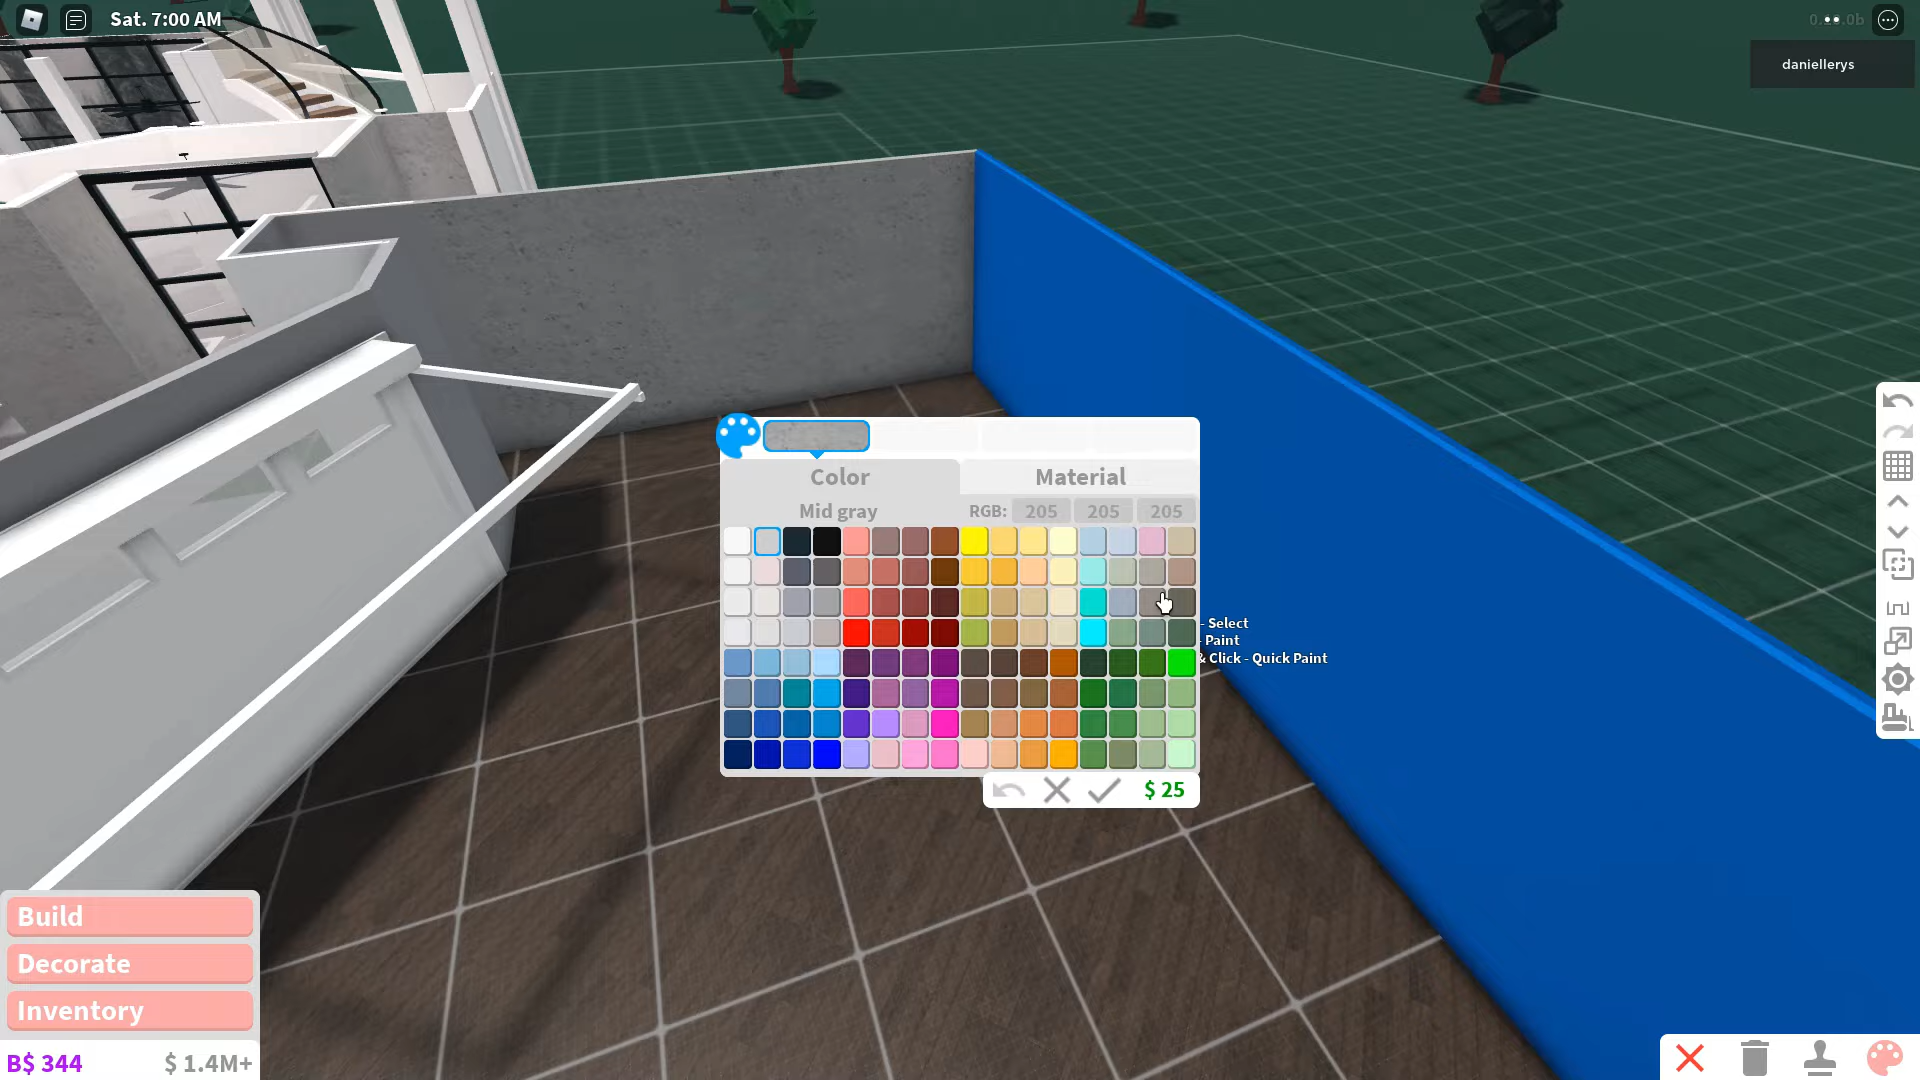 Sat. 7:00 AM
daniellerys
Color
Material
Mid gray
RGB: 205 205 205
- Select
- Paint
& Click - Quick Paint
$ 25
Build
Decorate
Inventory
B$ 344
$ 1.4M+